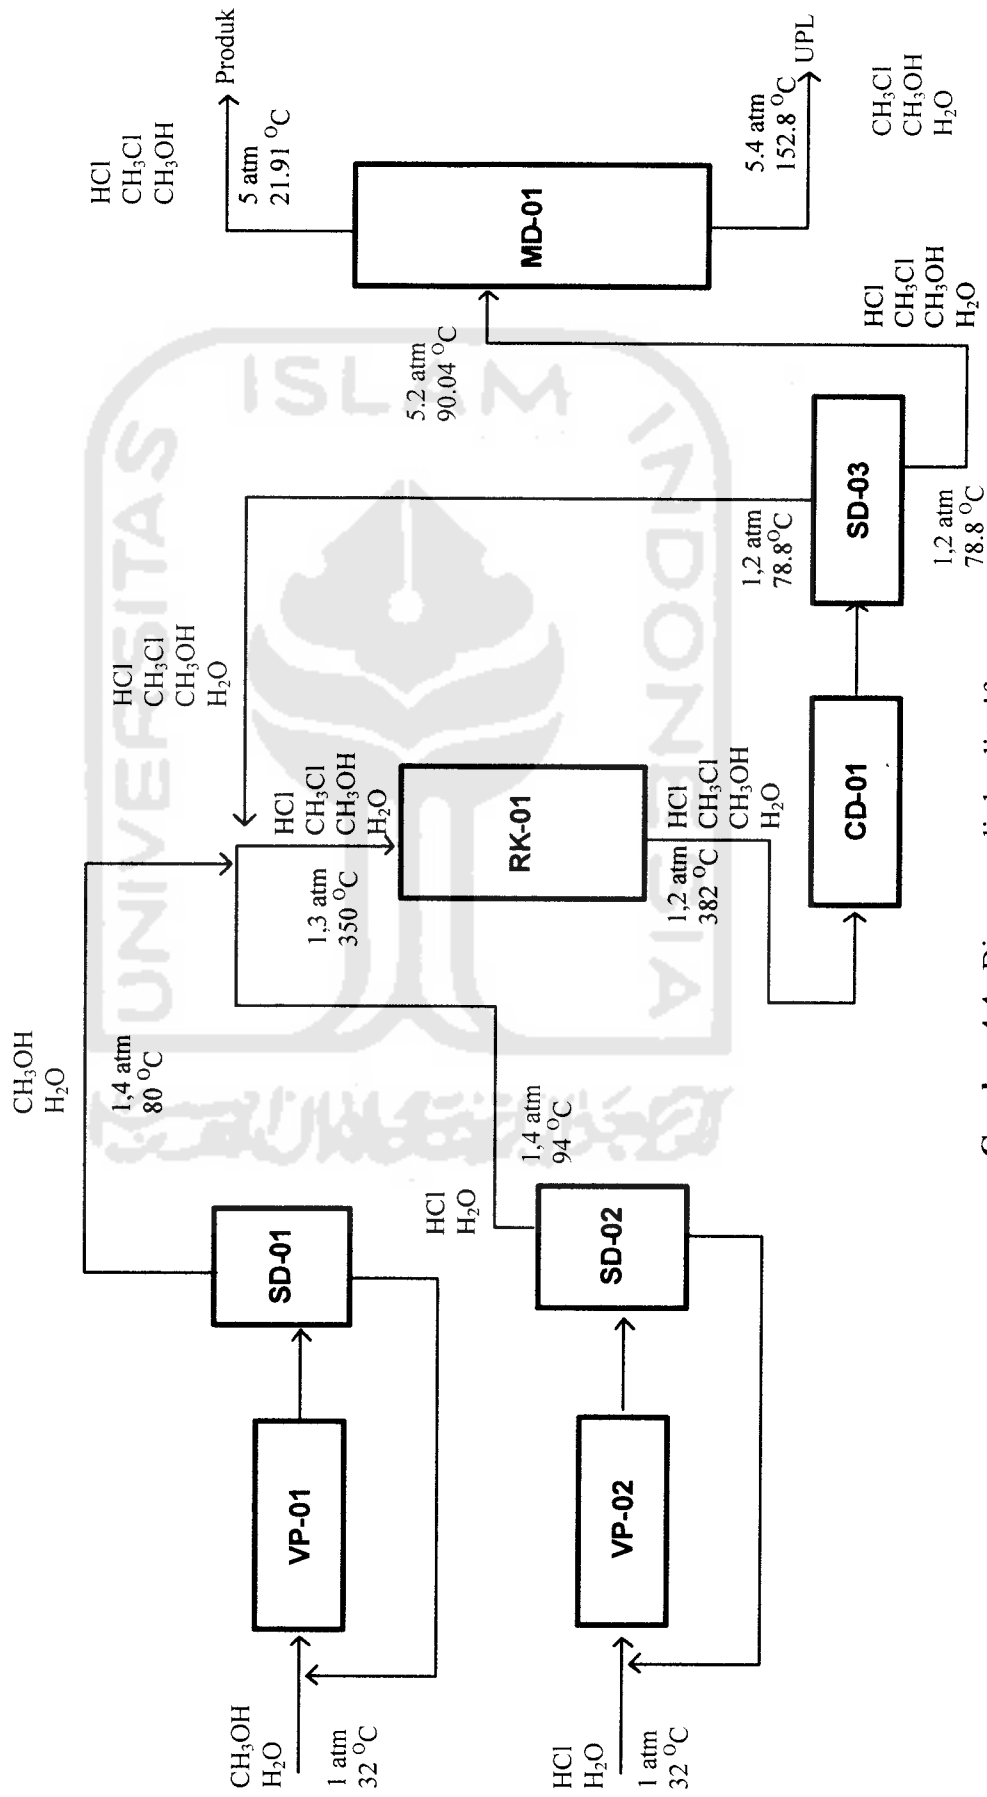 CH₃OH
H₂O
1 atm
32 °C
VP-01
SD-01
CH₃OH
H₂O
1,4 atm
80 °C
HCl
H₂O
1 atm
32 °C
VP-02
SD-02
HCl
H₂O
1,4 atm
94 °C
HCl
CH₃Cl
CH₃OH
H₂O
1,3 atm
350 °C
RK-01
HCl
CH₃Cl
CH₃OH
H₂O
1,2 atm
382 °C
CD-01
SD-03
HCl
CH₃Cl
CH₃OH
H₂O
1,2 atm
78.8°C
1,2 atm
78.8 °C
HCl
CH₃Cl
CH₃OH
H₂O
5.2 atm
90.04 °C
MD-01
HCl
CH₃Cl
CH₃OH
Produk
5 atm
21.91 °C
5.4 atm
152.8 °C
UPL
CH₃Cl
CH₃OH
H₂O
UNIVERSITAS
ISLAM
INDONESIA